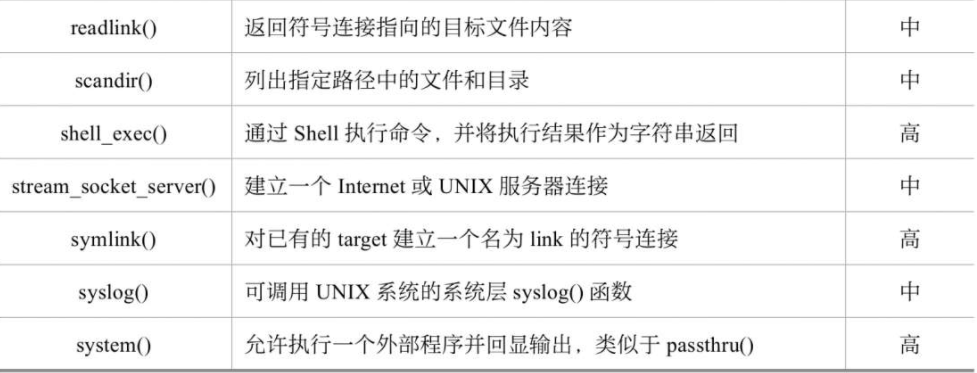 readlink() 返回符号连接指向的目标文件内容 中
scandir() 列出指定路径中的文件和目录 中
shell_exec() 通过 Shell 执行命令，并将执行结果作为字符串返回 高
stream_socket_server() 建立一个 Internet 或 UNIX 服务器连接 中
symlink() 对已有的 target 建立一个名为 link 的符号连接 高
syslog() 可调用 UNIX 系统的系统层 syslog() 函数 中
system() 允许执行一个外部程序并回显输出，类似于 passthru() 高